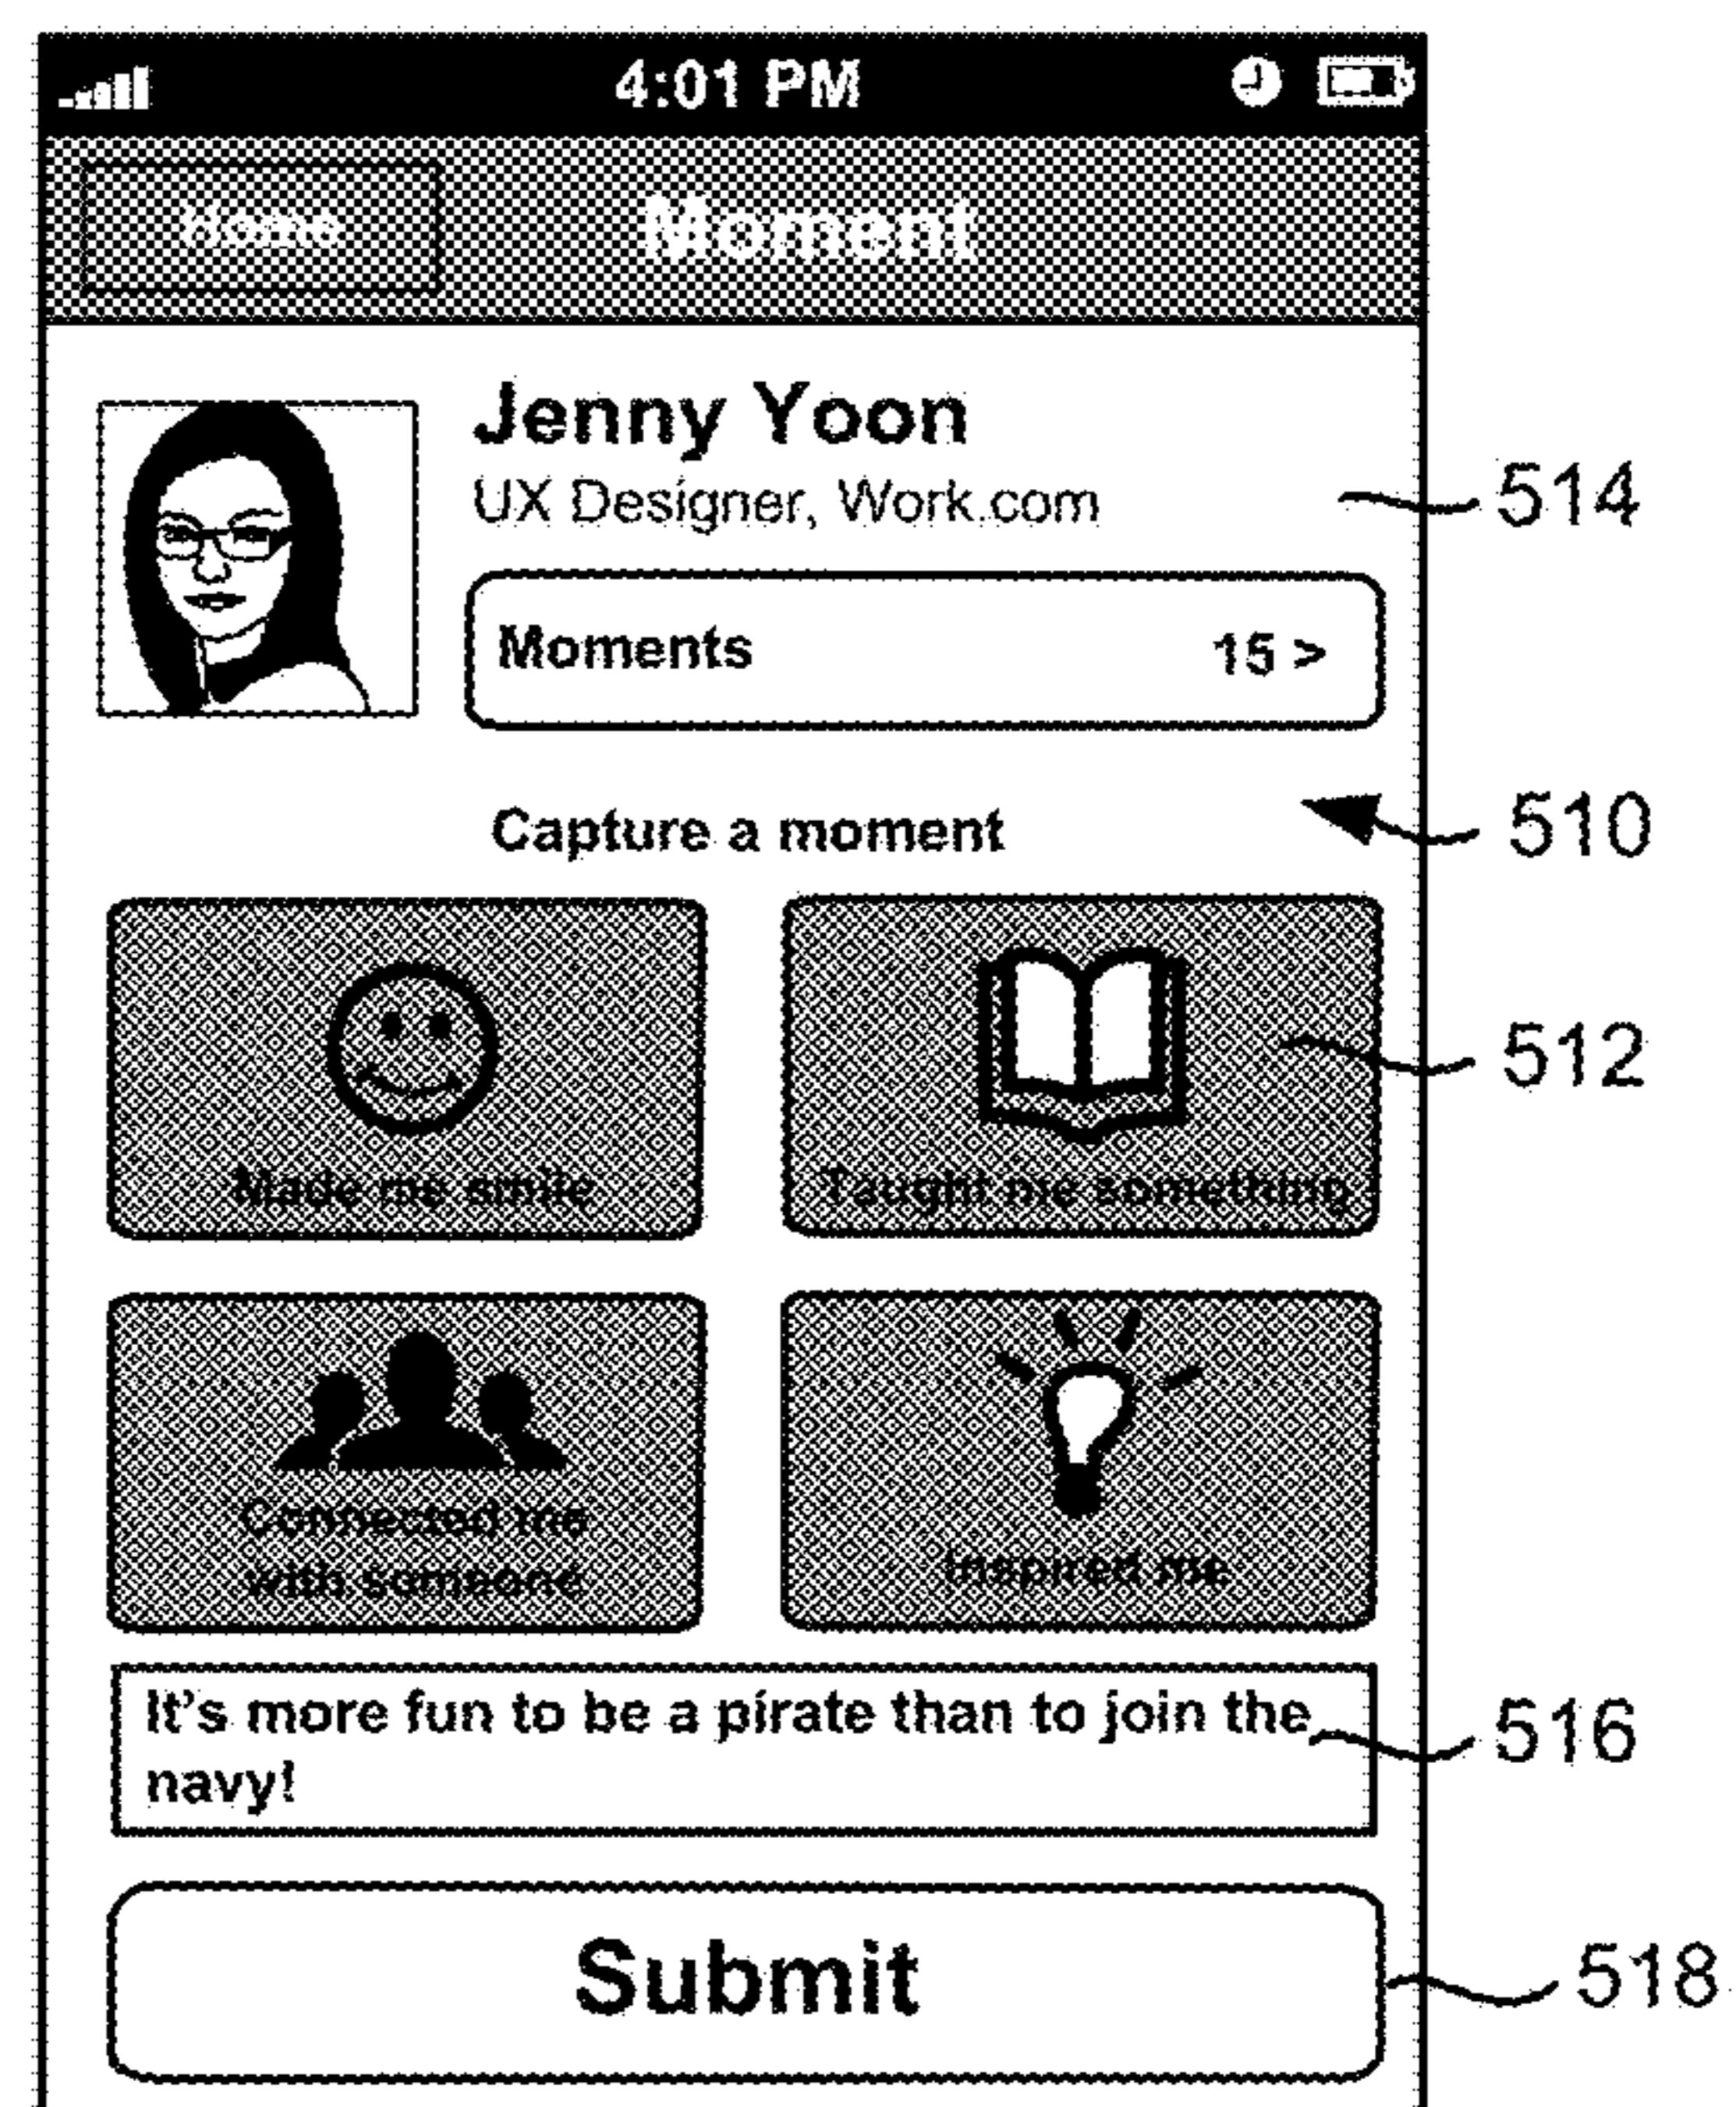 4:01 PM
Home
Moment
Jenny Yoon
UX Designer, Work.com
514
Moments 15 >
Capture a moment
510
Made me smile
Taught me something
512
Connected me
with someone
Inspired me
It's more fun to be a pirate than to join the
navy!
516
Submit
518